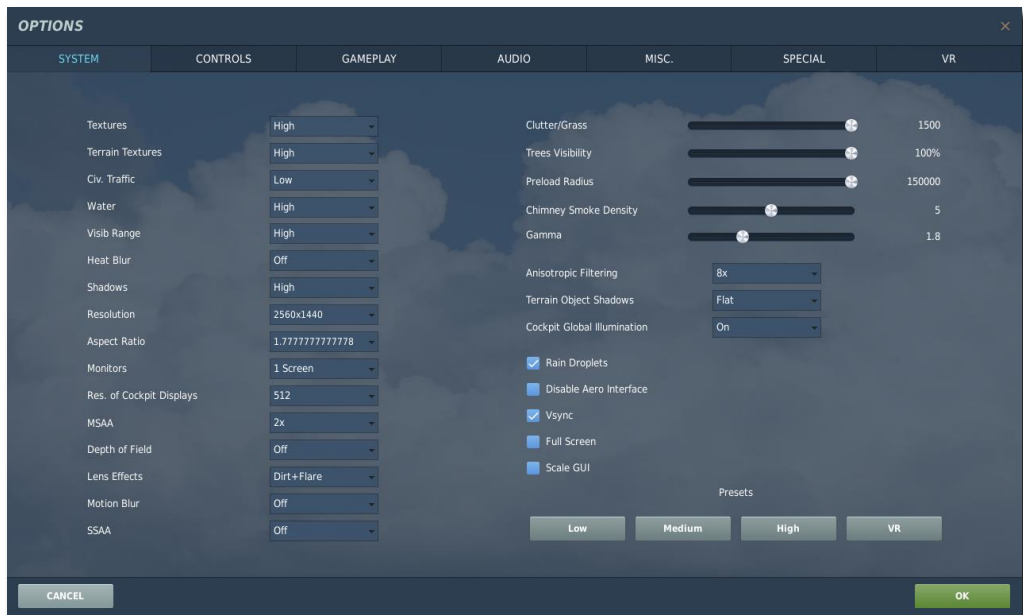 OPTIONS
SYSTEM CONTROLS GAMEPLAY AUDIO MISC. SPECIAL VR
Textures High
Terrain Textures High
Civ. Traffic Low
Water High
Visib Range High
Heat Blur Off
Shadows High
Resolution 2560x1440
Aspect Ratio 1.7777777777778
Monitors 1 Screen
Res. of Cockpit Displays 512
MSAA 2x
Depth of Field Off
Lens Effects Dirt+Flare
Motion Blur Off
SSAA Off
Clutter/Grass 1500
Trees Visibility 100%
Preload Radius 150000
Chimney Smoke Density 5
Gamma 1.8
Anisotropic Filtering 8x
Terrain Object Shadows Flat
Cockpit Global Illumination On
Rain Droplets
Disable Aero Interface
Vsync
Full Screen
Scale GUI
Presets
Low Medium High VR
CANCEL OK